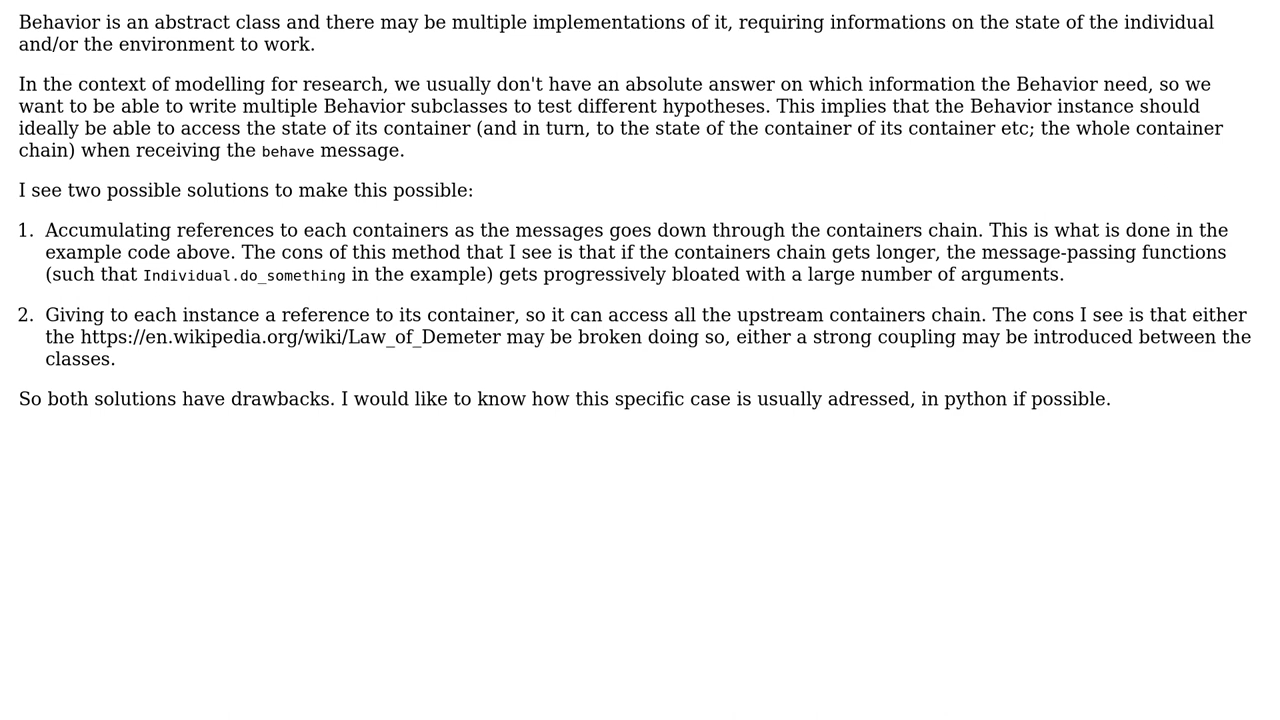 Behavior is an abstract class and there may be multiple implementations of it, requiring informations on the state of the individual
and/or the environment to work.
In the context of modelling for research, we usually don't have an absolute answer on which information the Behavior need, so we
want to be able to write multiple Behavior subclasses to test different hypotheses. This implies that the Behavior instance should
ideally be able to access the state of its container (and in turn, to the state of the container of its container etc; the whole container
chain) when receiving the behave message.
I see two possible solutions to make this possible:
1. Accumulating references to each containers as the messages goes down through the containers chain. This is what is done in the
example code above. The cons of this method that I see is that if the containers chain gets longer, the message-passing functions
(such that Individual.do_something in the example) gets progressively bloated with a large number of arguments.
2. Giving to each instance a reference to its container, so it can access all the upstream containers chain. The cons I see is that either
the https://en.wikipedia.org/wiki/Law_of_Demeter may be broken doing so, either a strong coupling may be introduced between the
classes.
So both solutions have drawbacks. I would like to know how this specific case is usually adressed, in python if possible.